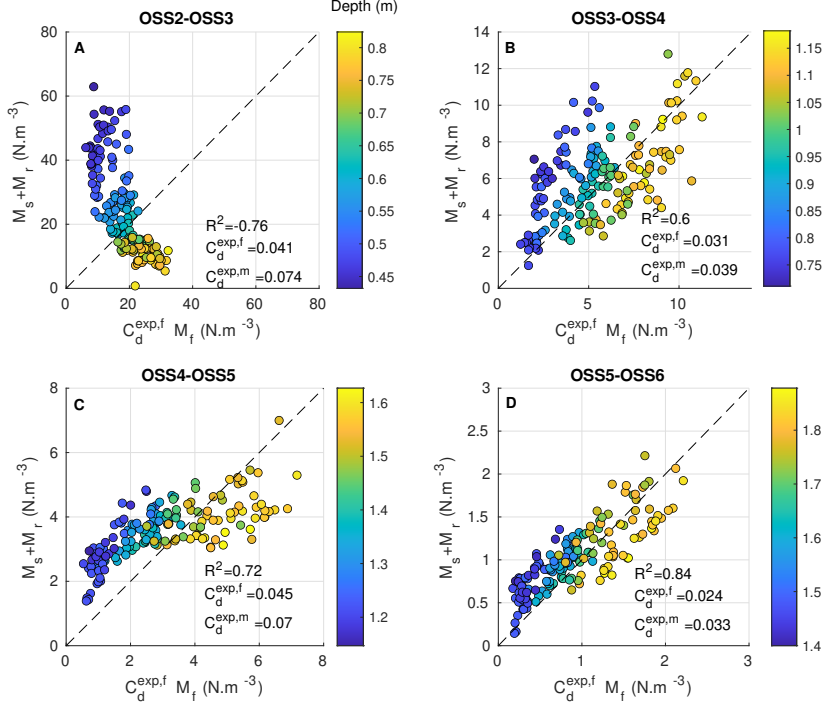 OSS2-OSS3
Depth (m)
A
80
60
40
20
0
M_s+M_r (N.m^-3)
0 20 40 60 80
C_d^exp,f M_f (N.m^-3)
R^2=-0.76
C_d^exp,f=0.041
C_d^exp,m=0.074
0.8
0.75
0.7
0.65
0.6
0.55
0.5
0.45
OSS3-OSS4
B
14
12
10
8
6
4
2
0
M_s+M_r (N.m^-3)
0 5 10
C_d^exp,f M_f (N.m^-3)
R^2=0.6
C_d^exp,f=0.031
C_d^exp,m=0.039
1.15
1.1
1.05
1
0.95
0.9
0.85
0.8
0.75
OSS4-OSS5
C
8
6
4
2
0
M_s+M_r (N.m^-3)
0 2 4 6 8
C_d^exp,f M_f (N.m^-3)
R^2=0.72
C_d^exp,f=0.045
C_d^exp,m=0.07
1.6
1.5
1.4
1.3
1.2
OSS5-OSS6
D
3
2.5
2
1.5
1
0.5
0
M_s+M_r (N.m^-3)
0 1 2 3
C_d^exp,f M_f (N.m^-3)
R^2=0.84
C_d^exp,f=0.024
C_d^exp,m=0.033
1.8
1.7
1.6
1.5
1.4